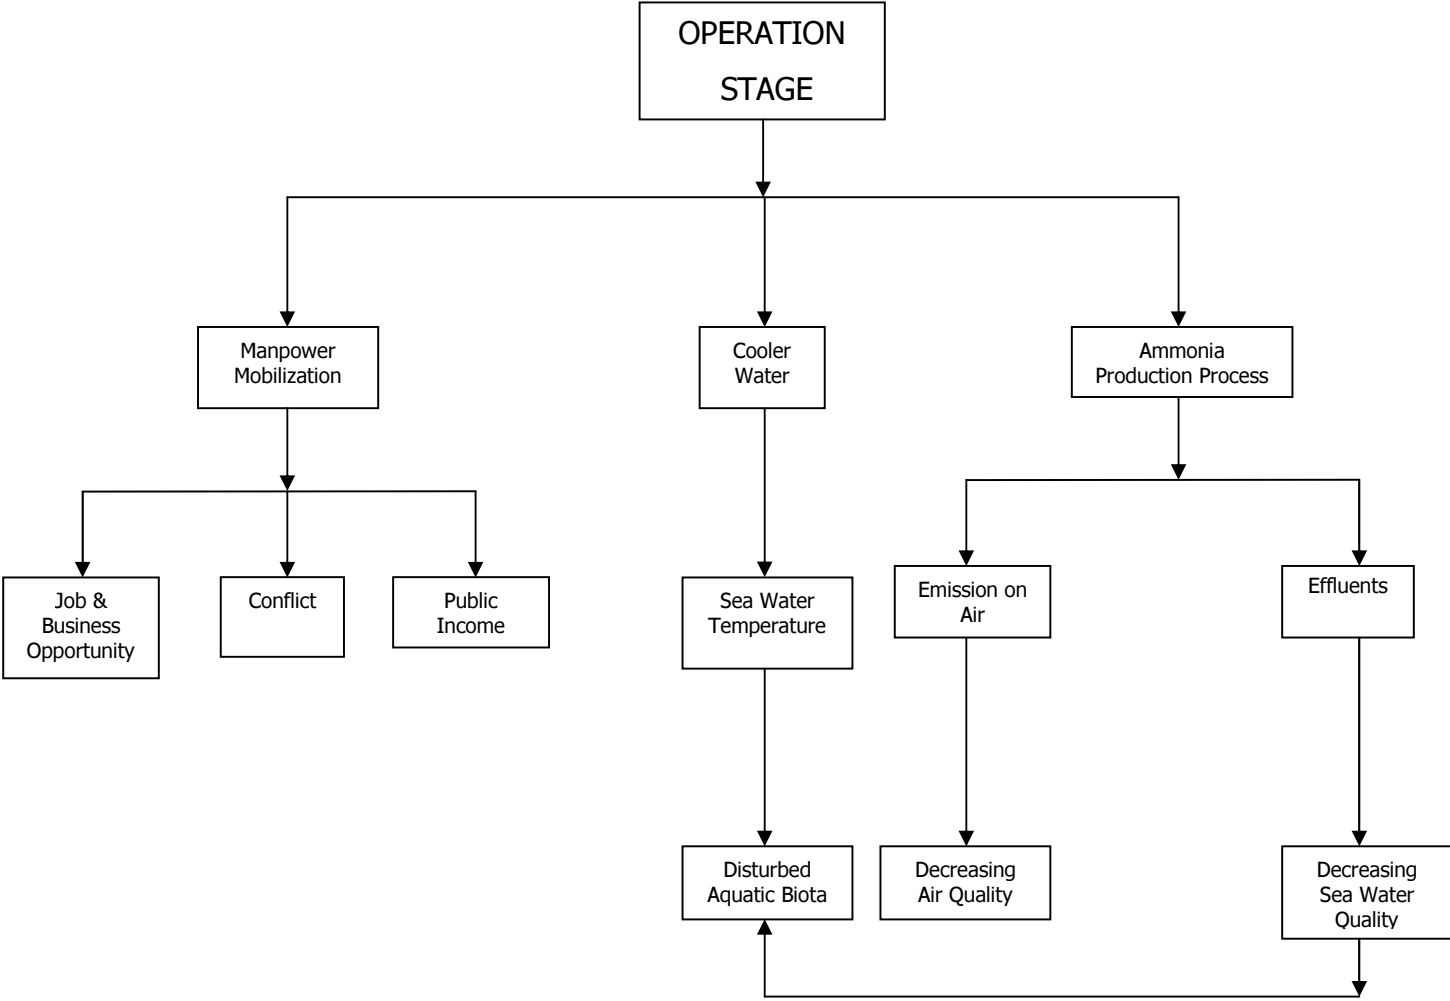 OPERATION
STAGE
Manpower
Mobilization
Cooler
Water
Ammonia
Production Process
Job &
Business
Opportunity
Conflict
Public
Income
Sea Water
Temperature
Emission on
Air
Effluents
Disturbed
Aquatic Biota
Decreasing
Air Quality
Decreasing
Sea Water
Quality